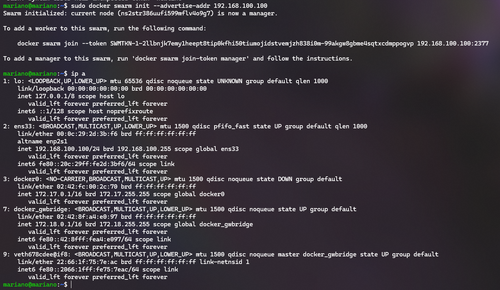 mariano@mariano:~$ sudo docker swarm init --advertise-addr 192.168.100.100
Swarm initialized: current node (ns2str386uufi599mflv4o9g7) is now a manager.
To add a worker to this swarm, run the following command:
docker swarm join --token 192.168.100.100:2377
To add a manager to this swarm, run 'docker swarm join-token manager' and follow the instructions.
mariano@mariano:~$ ip a
1: lo: <LOOPBACK,UP,LOWER_UP> mtu 65536 qdisc noqueue state UNKNOWN group default qlen 1000
link/loopback 00:00:00:00:00:00 brd 00:00:00:00:00:00
inet 127.0.0.1/8 scope host lo
valid_lft forever preferred_lft forever
inet6 ::1/128 scope host noprefixroute
valid_lft forever preferred_lft forever
2: ens33: <BROADCAST,MULTICAST,UP,LOWER_UP> mtu 1500 qdisc pfifo_fast state UP group default qlen 1000
link/ether 00:0c:29:2d:3b:f6 brd ff:ff:ff:ff:ff:ff
altname enp2s1
inet 192.168.100.100/24 brd 192.168.100.255 scope global ens33
valid_lft forever preferred_lft forever
inet6 fe80::20c:29ff:fe2d:3bf6/64 scope link
valid_lft forever preferred_lft forever
3: docker0: <NO-CARRIER,BROADCAST,MULTICAST,UP> mtu 1500 qdisc noqueue state DOWN group default
link/ether 02:42:fc:00:2c:70 brd ff:ff:ff:ff:ff:ff
inet 172.17.0.1/16 brd 172.17.255.255 scope global docker0
valid_lft forever preferred_lft forever
7: docker_gwbridge: <BROADCAST,MULTICAST,UP,LOWER_UP> mtu 1500 qdisc noqueue state UP group default
link/ether 02:42:8f:a4:e0:97 brd ff:ff:ff:ff:ff:ff
inet 172.18.0.1/16 brd 172.18.255.255 scope global docker_gwbridge
valid_lft forever preferred_lft forever
inet6 fe80::42:8fff:fea4:e097/64 scope link
valid_lft forever preferred_lft forever
9: veth678cdee@if8: <BROADCAST,MULTICAST,UP,LOWER_UP> mtu 1500 qdisc noqueue master docker_gwbridge state UP group default
link/ether 22:66:1f:75:7e:ac brd ff:ff:ff:ff:ff:ff link-netnsid 1
inet6 fe80::2066:1fff:fe75:7eac/64 scope link
valid_lft forever preferred_lft forever
mariano@mariano:~$